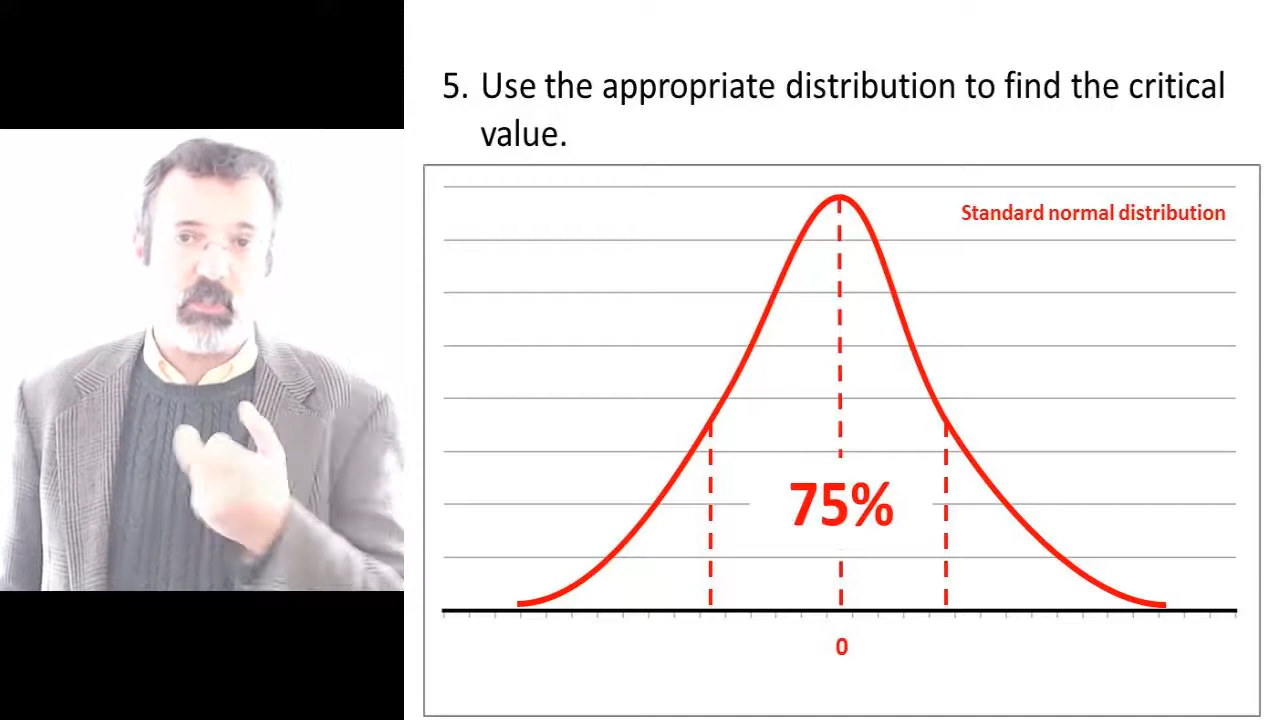 5. Use the appropriate distribution to find the critical
value.
Standard normal distribution
75%
0